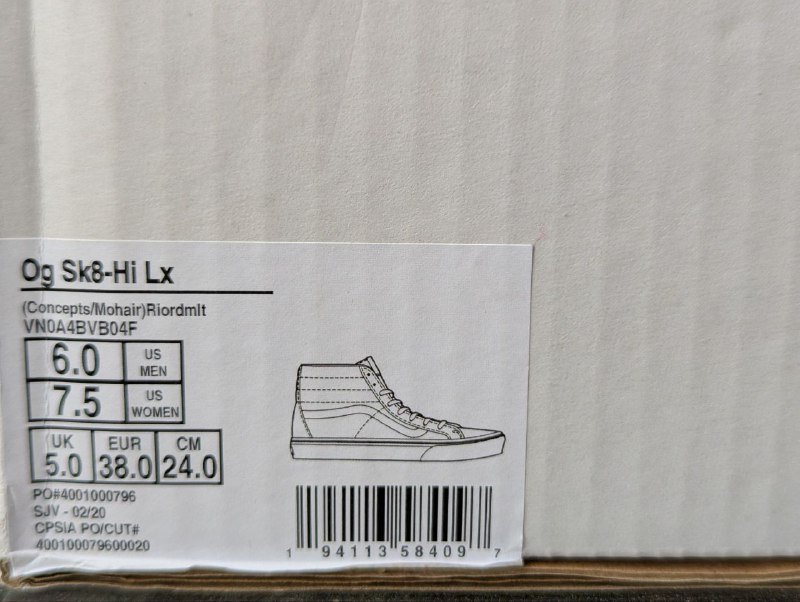 Og Sk8-Hi Lx
(Concepts/Mohair)Riordmlt
VN0A4BVB04F
6.0 US MEN
7.5 US WOMEN
UK EUR CM
5.0 38.0 24.0
PO#4001000796
SJV - 02/20
CPSIA PO/CUT#
400100079600020
1 94113 58409 7